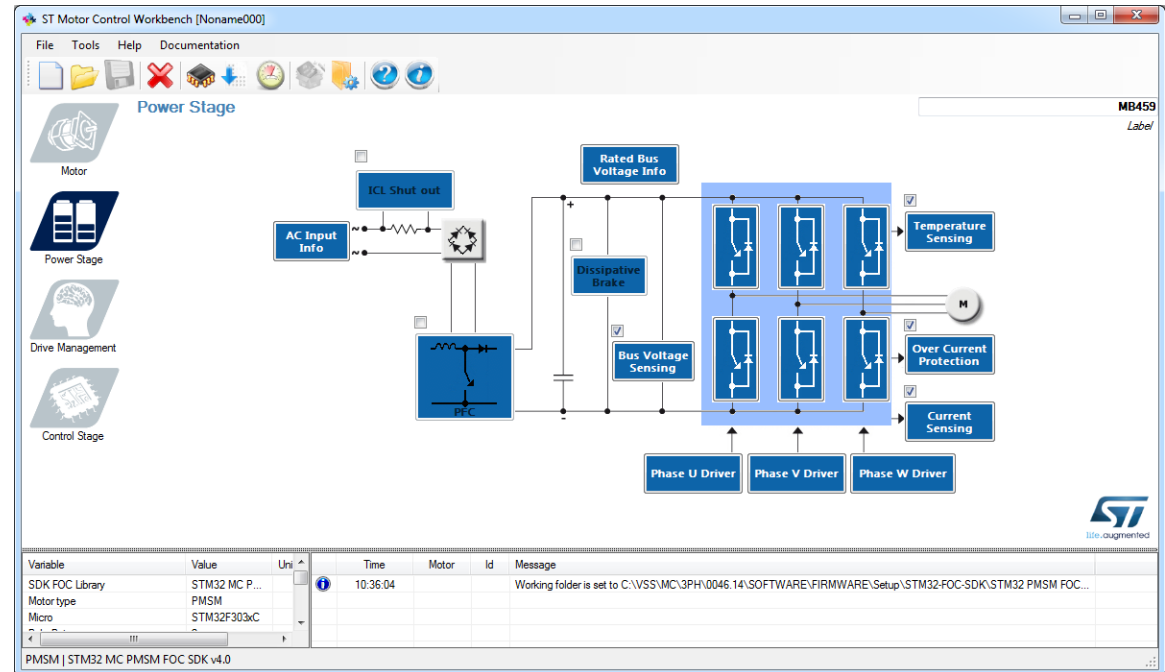 ST Motor Control Workbench [Noname000]
File Tools Help Documentation
Power Stage
MB459
Label
Motor
Power Stage
Drive Management
Control Stage
ICL Shut out
AC Input
Info
~
~
Rated Bus
Voltage Info
+
Dissipative
Brake
Bus Voltage
Sensing
PFC
-
Temperature
Sensing
M
Over Current
Protection
Current
Sensing
Phase U Driver
Phase V Driver
Phase W Driver
ST
life.augmented
Variable Value Uni
SDK FOC Library STM32 MC P...
Motor type PMSM
Micro STM32F303xC
Time Motor Id Message
10:36:04 Working folder is set to C:\VSS\MC\3PH\0046.14\SOFTWARE\FIRMWARE\Setup\STM32-FOC-SDK\STM32 PMSM FOC...
PMSM | STM32 MC PMSM FOC SDK v4.0